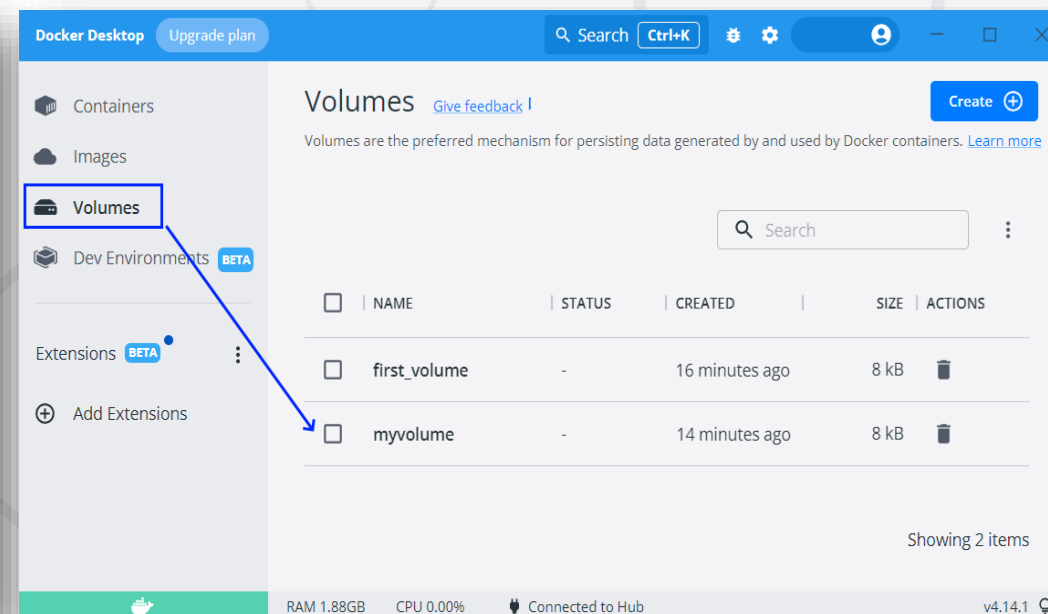 Docker Desktop Upgrade plan Search Ctrl+K
Containers
Images
Volumes
Dev Environments BETA
Extensions BETA
Add Extensions
Volumes Give feedback
Create
Volumes are the preferred mechanism for persisting data generated by and used by Docker containers. Learn more
Search
NAME STATUS CREATED SIZE ACTIONS
first_volume - 16 minutes ago 8 kB
myvolume - 14 minutes ago 8 kB
Showing 2 items
RAM 1.88GB CPU 0.00% Connected to Hub v4.14.1